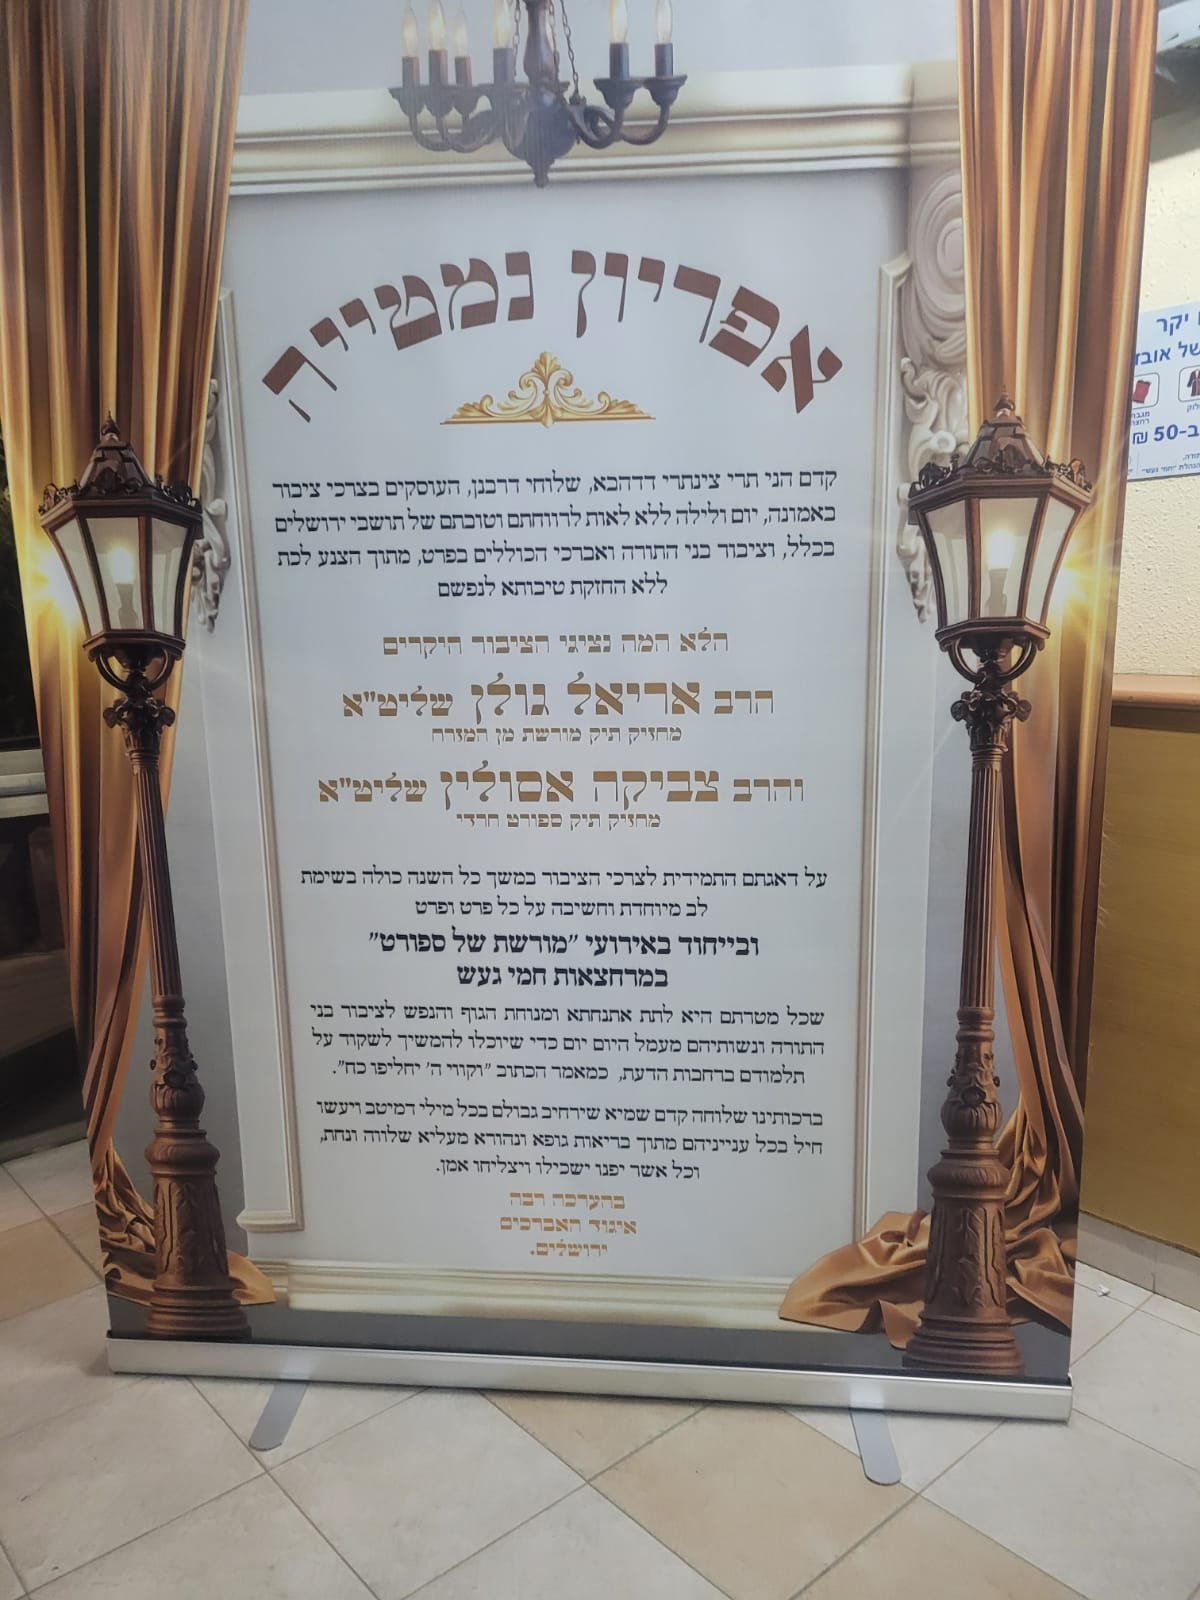 אפריון נמטייה
קדם הני תרי צינתרי דדהבא, שלוחי דרבנן, העוסקים בצרכי ציבור
באמונה, יום ולילה ללא לאות לרווחתם וטובתם של תושבי ירושלים
בכלל, וציבור בני התורה ואברכי הכוללים בפרט, מתוך הצנע לכת
ללא החזקת טיבותא לנפשם
הלא המה נציגי הציבור היקרים
הרב אריאל גולן שליט"א
מחזיק תיק מורשת מן המזרח
והרב צביקה אסולין שליט"א
מחזיק תיק ספורט חרדי
על דאגתם התמידית לצרכי הציבור במשך כל השנה כולה בשימת
לב מיוחדת וחשיבה על כל פרט ופרט
ובייחוד באירועי "מורשת של ספורט"
במרחצאות חמי געש
שכל מטרתם היא לתת אתנחתא ומנוחת הגוף והנפש לציבור בני
התורה ונשותיהם מעמל היום יום כדי שיוכלו להמשיך לשקוד על
תלמודם ברחבות הדעת, כמאמר הכתוב "וקווי ה' יחליפו כח".
ברכותינו שלוחה קדם שמיא שירחיב גבולם בכל מילי דמיטב ויעשו
חיל בכל ענייניהם מתוך בריאות גופא ונהורא מעליא שלווה ונחת,
וכל אשר יפנו ישכילו ויצליחו אמן.
בהערכה רבה
איגוד האברכים
ירושלים.
יקר
של אובד
מגבת
רחצה
ב-50 ₪